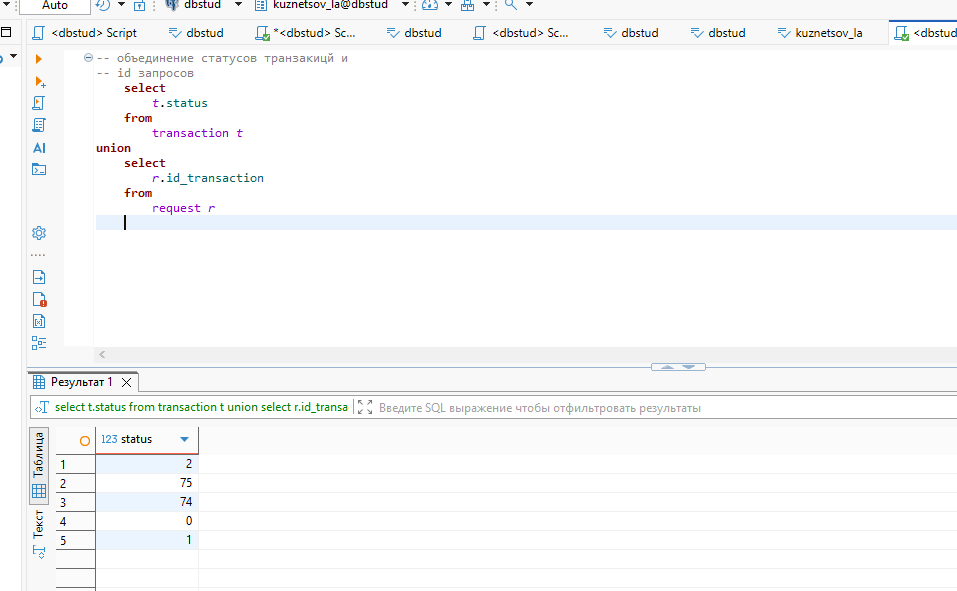 Auto dbstud kuznetsov_la@dbstud
<dbstud> Script dbstud *<dbstud> Sc... dbstud <dbstud> Sc... dbstud dbstud kuznetsov_la <dbstud
-- объединение статусов транзакицй и
-- id запросов
select
t.status
from
transaction t
union
select
r.id_transaction
from
request r
AI
Результат 1
select t.status from transaction t union select r.id_transa Введите SQL выражение чтобы отфильтровать результаты
Таблица
Текст
123 status
1 2
2 75
3 74
4 0
5 1